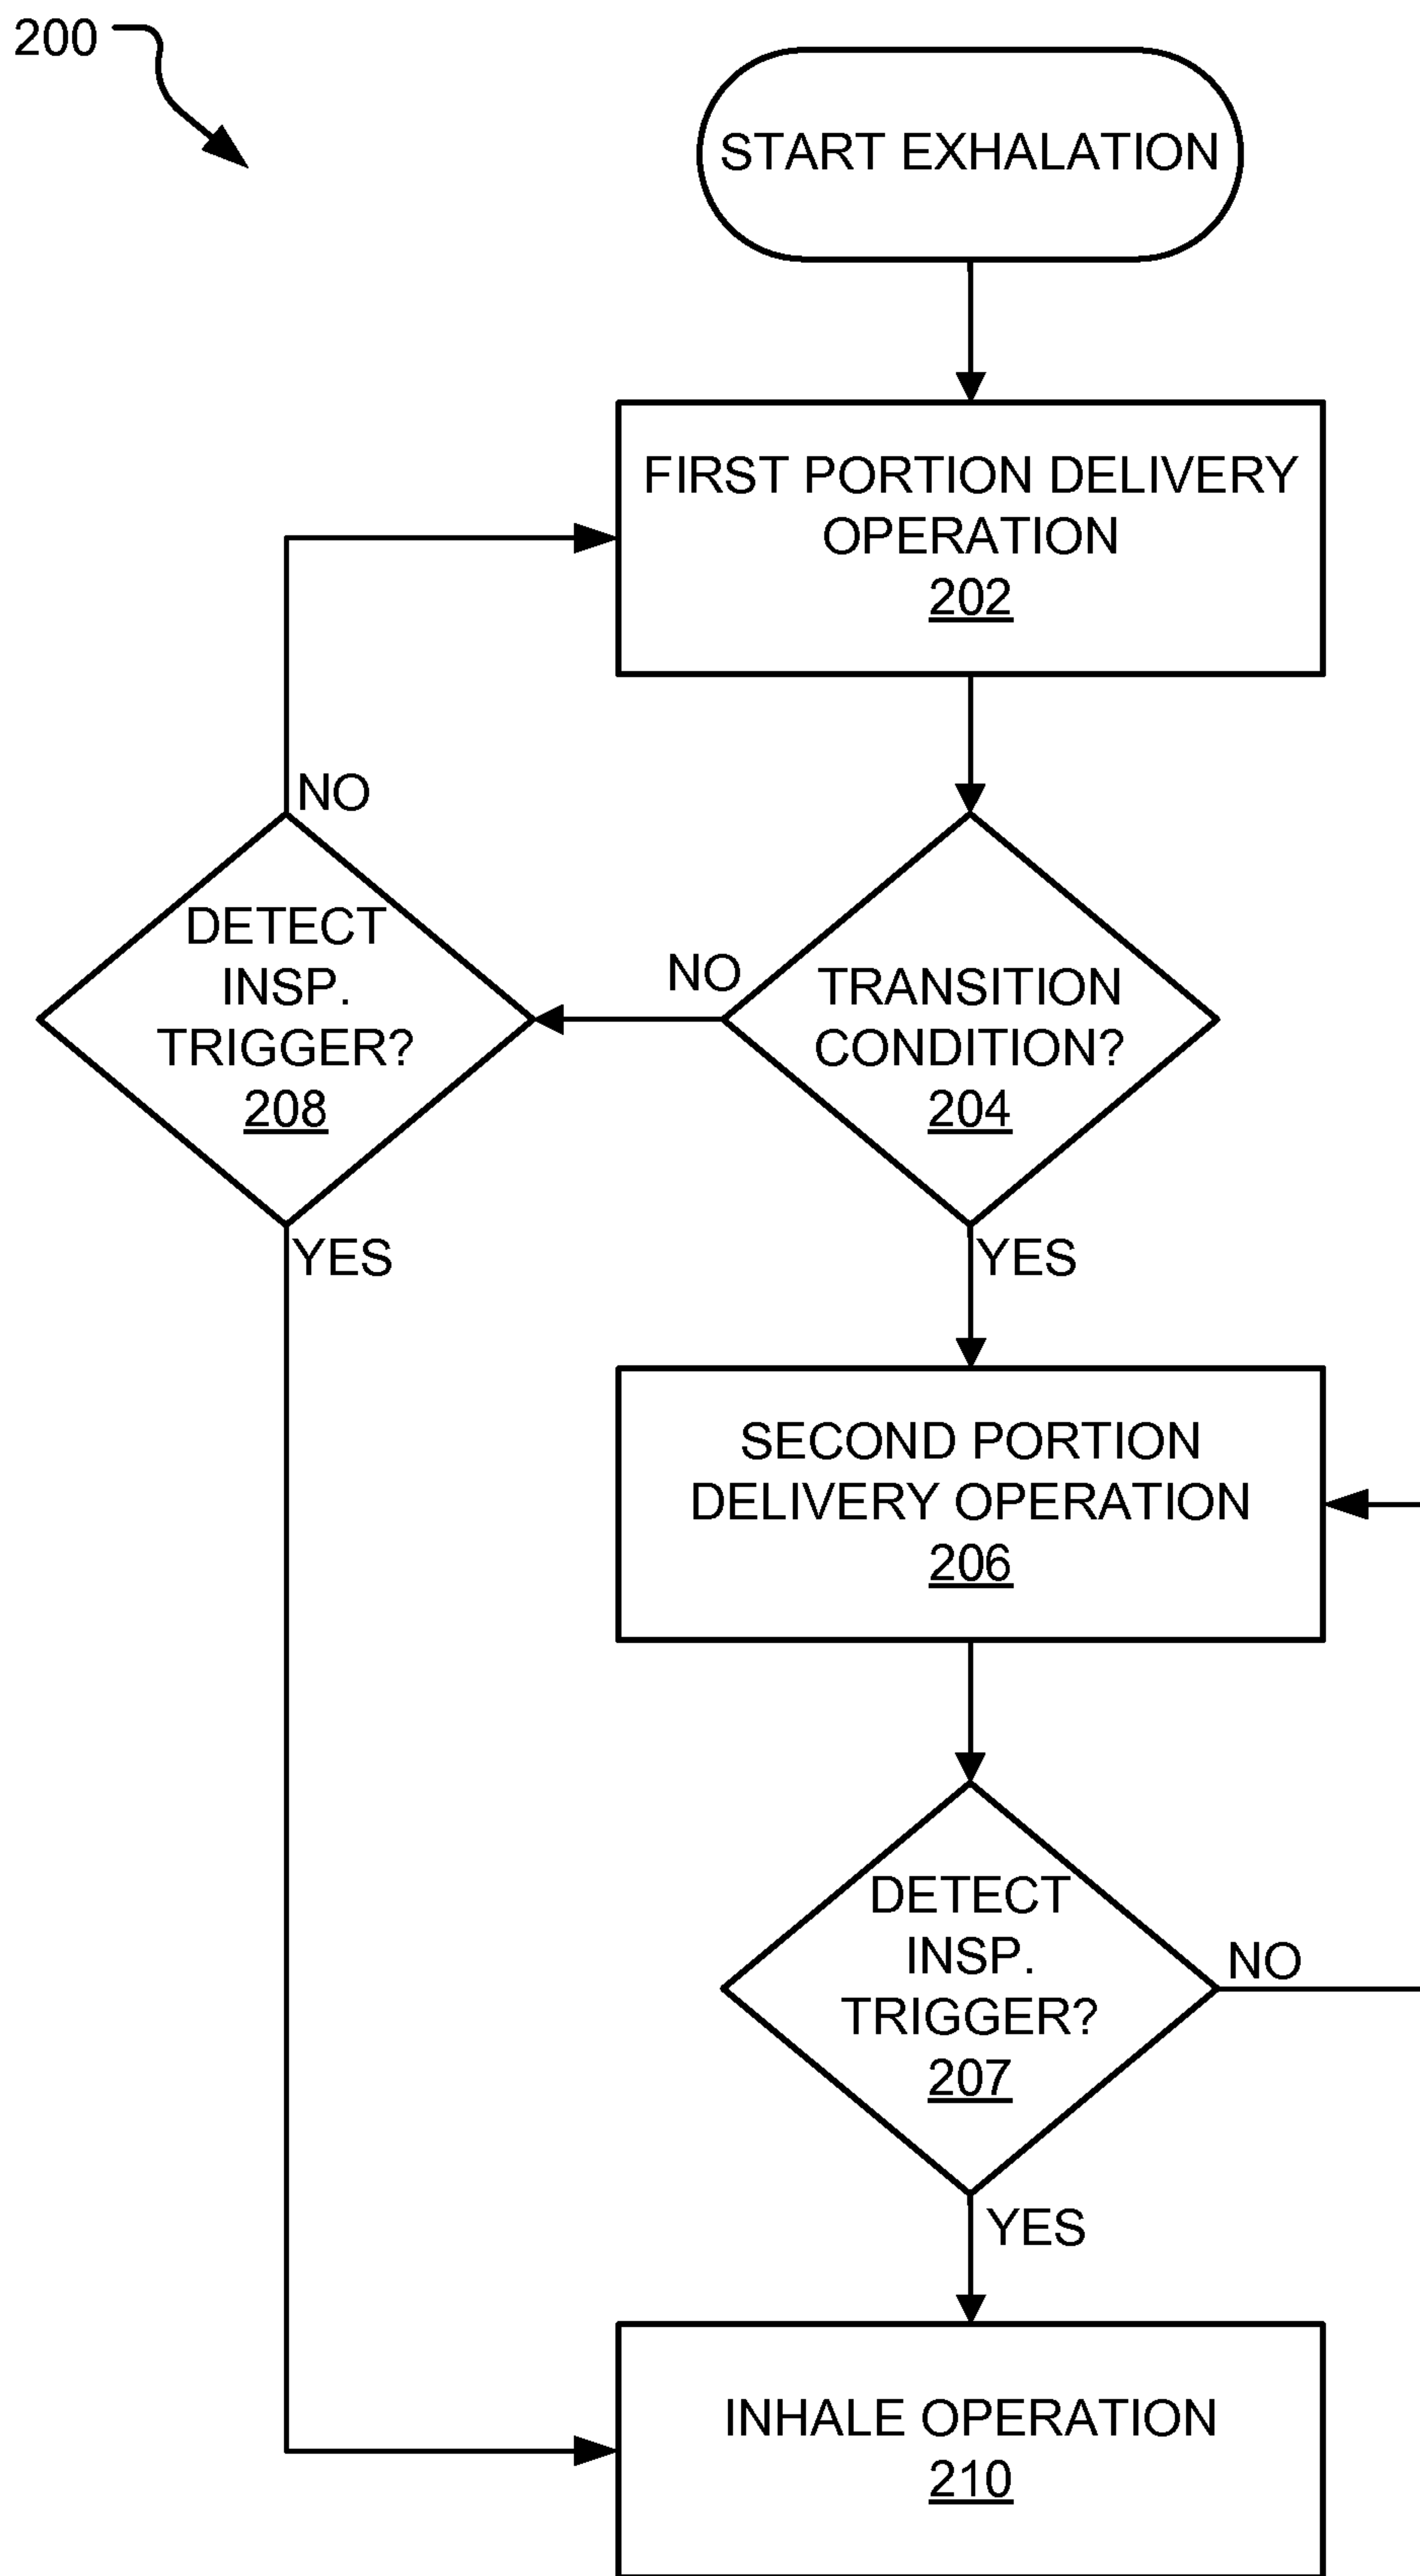 200
START EXHALATION
FIRST PORTION DELIVERY
OPERATION
202
NO
DETECT
INSP.
TRIGGER?
208
YES
NO
TRANSITION
CONDITION?
204
YES
SECOND PORTION
DELIVERY OPERATION
206
DETECT
INSP.
TRIGGER?
207
NO
YES
INHALE OPERATION
210